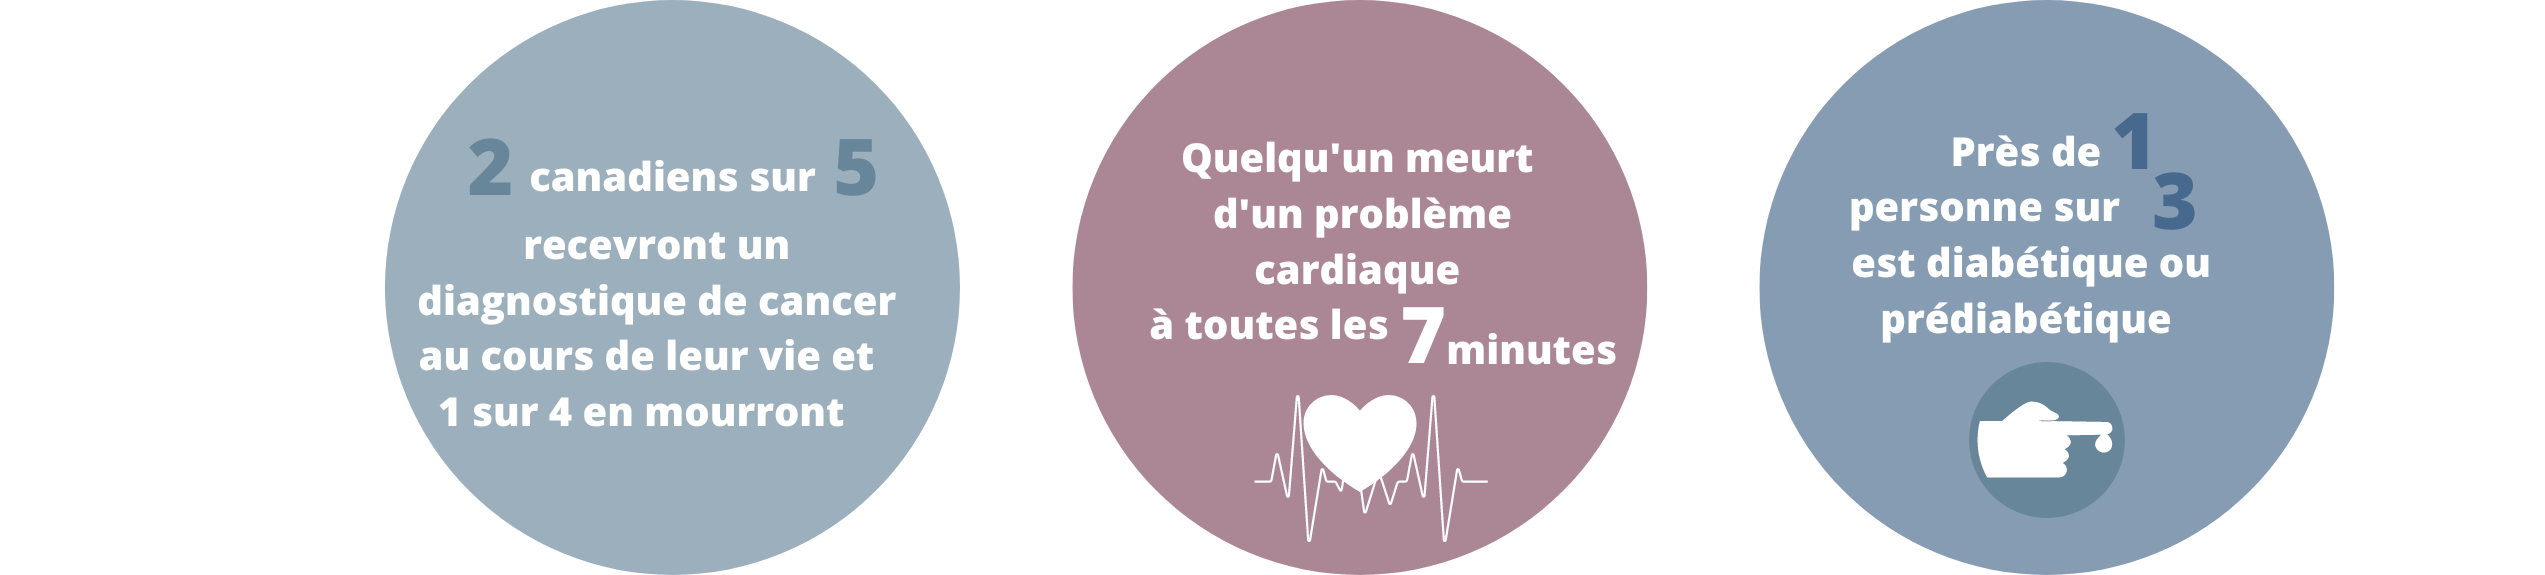 2 canadiens sur 5
recevront un
diagnostique de cancer
au cours de leur vie et
1 sur 4 en mourront
Quelqu'un meurt
d'un problème
cardiaque
à toutes les 7 minutes
Près de 1
personne sur 3
est diabétique ou
prédiabétique